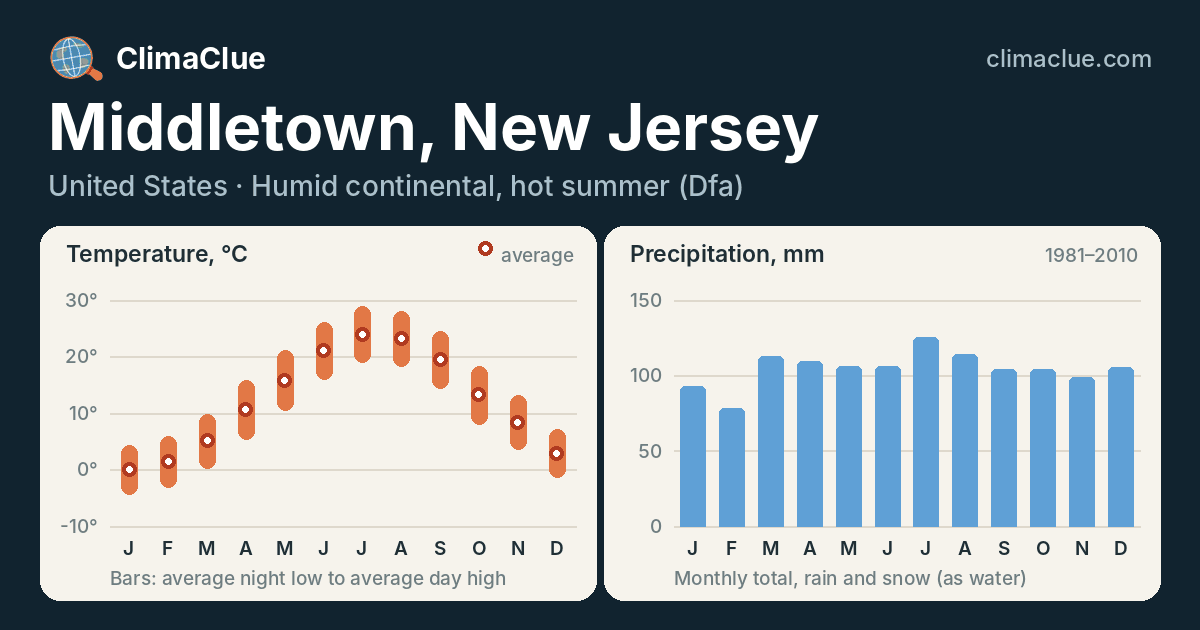 ClimaClue
climaclue.com
Middletown, New Jersey
United States · Humid continental, hot summer (Dfa)
Temperature, °C
average
30°
20°
10°
0°
-10°
J F M A M J J A S O N D
Bars: average night low to average day high
Precipitation, mm
1981–2010
150
100
50
0
J F M A M J J A S O N D
Monthly total, rain and snow (as water)